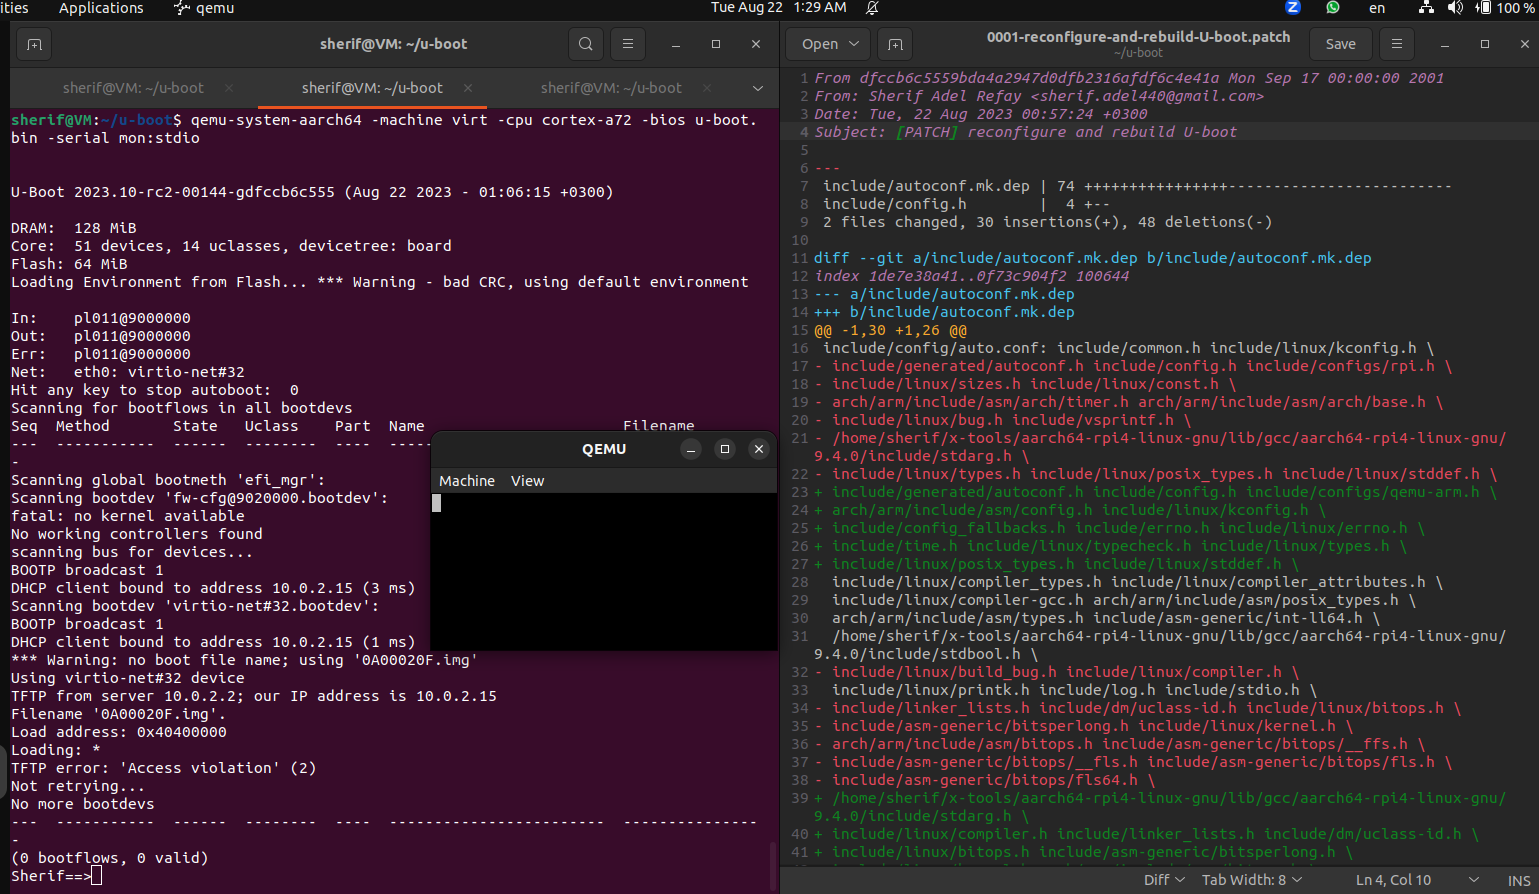 ities Applications qemu Tue Aug 22 1:29 AM Z en 100 %
sherif@VM: ~/u-boot
sherif@VM: ~/u-boot × sherif@VM: ~/u-boot × sherif@VM: ~/u-boot ×
sherif@VM:~/u-boot$ qemu-system-aarch64 -machine virt -cpu cortex-a72 -bios u-boot.
bin -serial mon:stdio
U-Boot 2023.10-rc2-00144-gdfccb6c555 (Aug 22 2023 - 01:06:15 +0300)
DRAM:  128 MiB
Core:  51 devices, 14 uclasses, devicetree: board
Flash: 64 MiB
Loading Environment from Flash... *** Warning - bad CRC, using default environment
In:    pl011@9000000
Out:   pl011@9000000
Err:   pl011@9000000
Net:   eth0: virtio-net#32
Hit any key to stop autoboot:  0
Scanning for bootflows in all bootdevs
Seq  Method       State   Uclass    Part  Name                      Filename
---  -----------  ------  --------  ----  ----
-
Scanning global bootmeth 'efi_mgr':
Scanning bootdev 'fw-cfg@9020000.bootdev':
fatal: no kernel available
No working controllers found
scanning bus for devices...
BOOTP broadcast 1
DHCP client bound to address 10.0.2.15 (3 ms)
Scanning bootdev 'virtio-net#32.bootdev':
BOOTP broadcast 1
DHCP client bound to address 10.0.2.15 (1 ms)
*** Warning: no boot file name; using '0A00020F.img'
Using virtio-net#32 device
TFTP from server 10.0.2.2; our IP address is 10.0.2.15
Filename '0A00020F.img'.
Load address: 0x40400000
Loading: *
TFTP error: 'Access violation' (2)
Not retrying...
No more bootdevs
---  -----------  ------  --------  ----  ------------------------  ---------------
-
(0 bootflows, 0 valid)
Sherif==>
QEMU
Machine View
Open 0001-reconfigure-and-rebuild-U-boot.patch Save
~/u-boot
1 From dfccb6c5559bda4a2947d0dfb2316afdf6c4e41a Mon Sep 17 00:00:00 2001
2 From: Sherif Adel Refay <sherif.adel440@gmail.com>
3 Date: Tue, 22 Aug 2023 00:57:24 +0300
4 Subject: [PATCH] reconfigure and rebuild U-boot
5
6 ---
7  include/autoconf.mk.dep | 74 ++++++++++++++++-------------------------
8  include/config.h        |  4 +--
9  2 files changed, 30 insertions(+), 48 deletions(-)
10
11 diff --git a/include/autoconf.mk.dep b/include/autoconf.mk.dep
12 index 1de7e38a41..0f73c904f2 100644
13 --- a/include/autoconf.mk.dep
14 +++ b/include/autoconf.mk.dep
15 @@ -1,30 +1,26 @@
16  include/config/auto.conf: include/common.h include/linux/kconfig.h \
17 - include/generated/autoconf.h include/config.h include/configs/rpi.h \
18 - include/linux/sizes.h include/linux/const.h \
19 - arch/arm/include/asm/arch/timer.h arch/arm/include/asm/arch/base.h \
20 - include/linux/bug.h include/vsprintf.h \
21 - /home/sherif/x-tools/aarch64-rpi4-linux-gnu/lib/gcc/aarch64-rpi4-linux-gnu/
9.4.0/include/stdarg.h \
22 - include/linux/types.h include/linux/posix_types.h include/linux/stddef.h \
23 + include/generated/autoconf.h include/config.h include/configs/qemu-arm.h \
24 + arch/arm/include/asm/config.h include/linux/kconfig.h \
25 + include/config_fallbacks.h include/errno.h include/linux/errno.h \
26 + include/time.h include/linux/typecheck.h include/linux/types.h \
27 + include/linux/posix_types.h include/linux/stddef.h \
28   include/linux/compiler_types.h include/linux/compiler_attributes.h \
29   include/linux/compiler-gcc.h arch/arm/include/asm/posix_types.h \
30   arch/arm/include/asm/types.h include/asm-generic/int-ll64.h \
31   /home/sherif/x-tools/aarch64-rpi4-linux-gnu/lib/gcc/aarch64-rpi4-linux-gnu/
9.4.0/include/stdbool.h \
32 - include/linux/build_bug.h include/linux/compiler.h \
33   include/linux/printk.h include/log.h include/stdio.h \
34 - include/linker_lists.h include/dm/uclass-id.h include/linux/bitops.h \
35 - include/asm-generic/bitsperlong.h include/linux/kernel.h \
36 - arch/arm/include/asm/bitops.h include/asm-generic/bitops/__ffs.h \
37 - include/asm-generic/bitops/__fls.h include/asm-generic/bitops/fls.h \
38 - include/asm-generic/bitops/fls64.h \
39 + /home/sherif/x-tools/aarch64-rpi4-linux-gnu/lib/gcc/aarch64-rpi4-linux-gnu/
9.4.0/include/stdarg.h \
40 + include/linux/compiler.h include/linker_lists.h include/dm/uclass-id.h \
41 + include/linux/bitops.h include/asm-generic/bitsperlong.h \
Diff Tab Width: 8 Ln 4, Col 10 INS